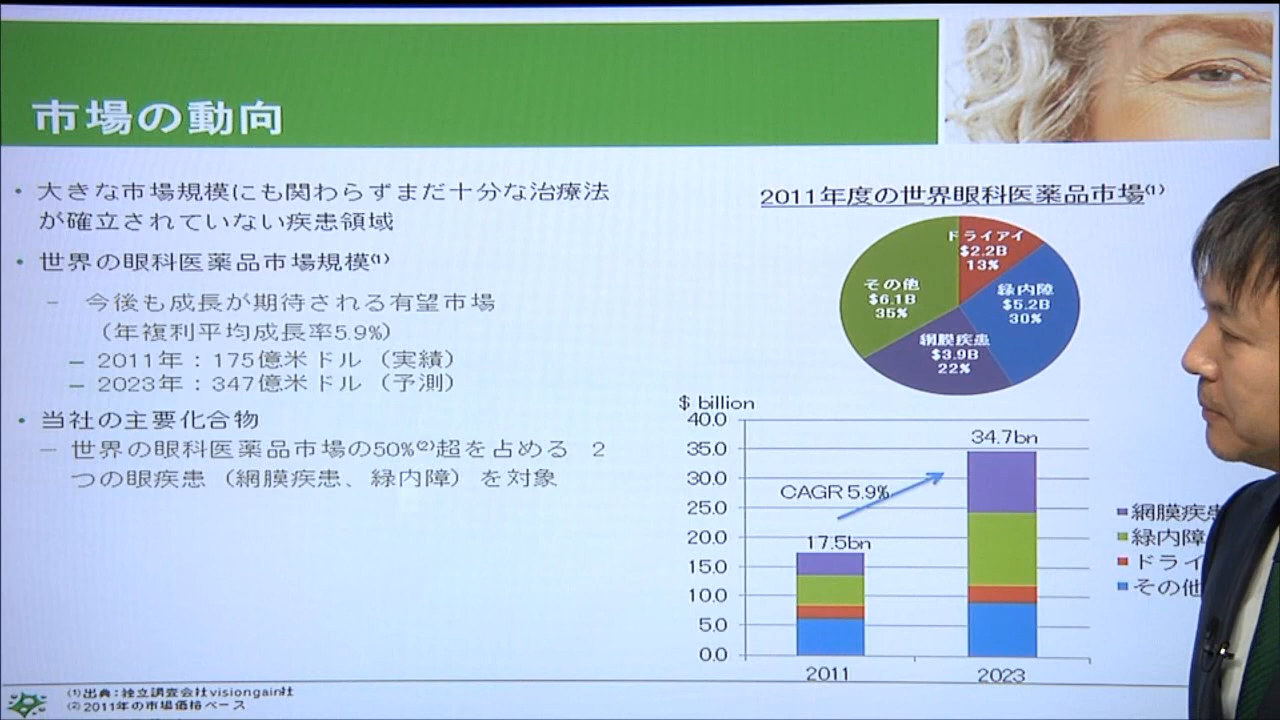 市場の動向
• 大きな市場規模にも関わらずまだ十分な治療法
が確立されていない疾患領域
• 世界の眼科医薬品市場規模⁽¹⁾
− 今後も成長が期待される有望市場
（年複利平均成長率5.9%）
− 2011年：175億米ドル（実績）
− 2023年：347億米ドル（予測）
• 当社の主要化合物
− 世界の眼科医薬品市場の50%⁽²⁾超を占める 2
つの眼疾患（網膜疾患、緑内障）を対象
2011年度の世界眼科医薬品市場⁽¹⁾
ドライアイ
$2.2B
13%
緑内障
$5.2B
30%
網膜疾患
$3.9B
22%
その他
$6.1B
35%
$ billion
40.0
35.0
30.0
25.0
20.0
15.0
10.0
5.0
0.0
CAGR 5.9%
17.5bn
34.7bn
2011
2023
網膜疾患
緑内障
ドライ
その他
⁽¹⁾出典：独立調査会社visiongain社
⁽²⁾2011年の市場価格ベース